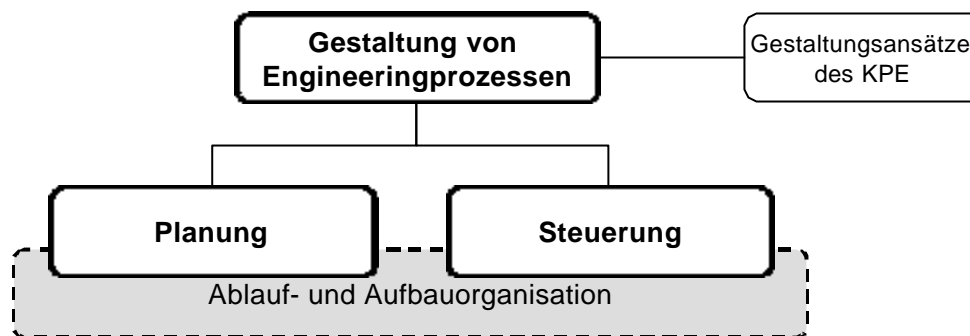 Gestaltung von
Engineeringprozessen
Gestaltungsansätze
des KPE
Planung
Steuerung
Ablauf- und Aufbauorganisation